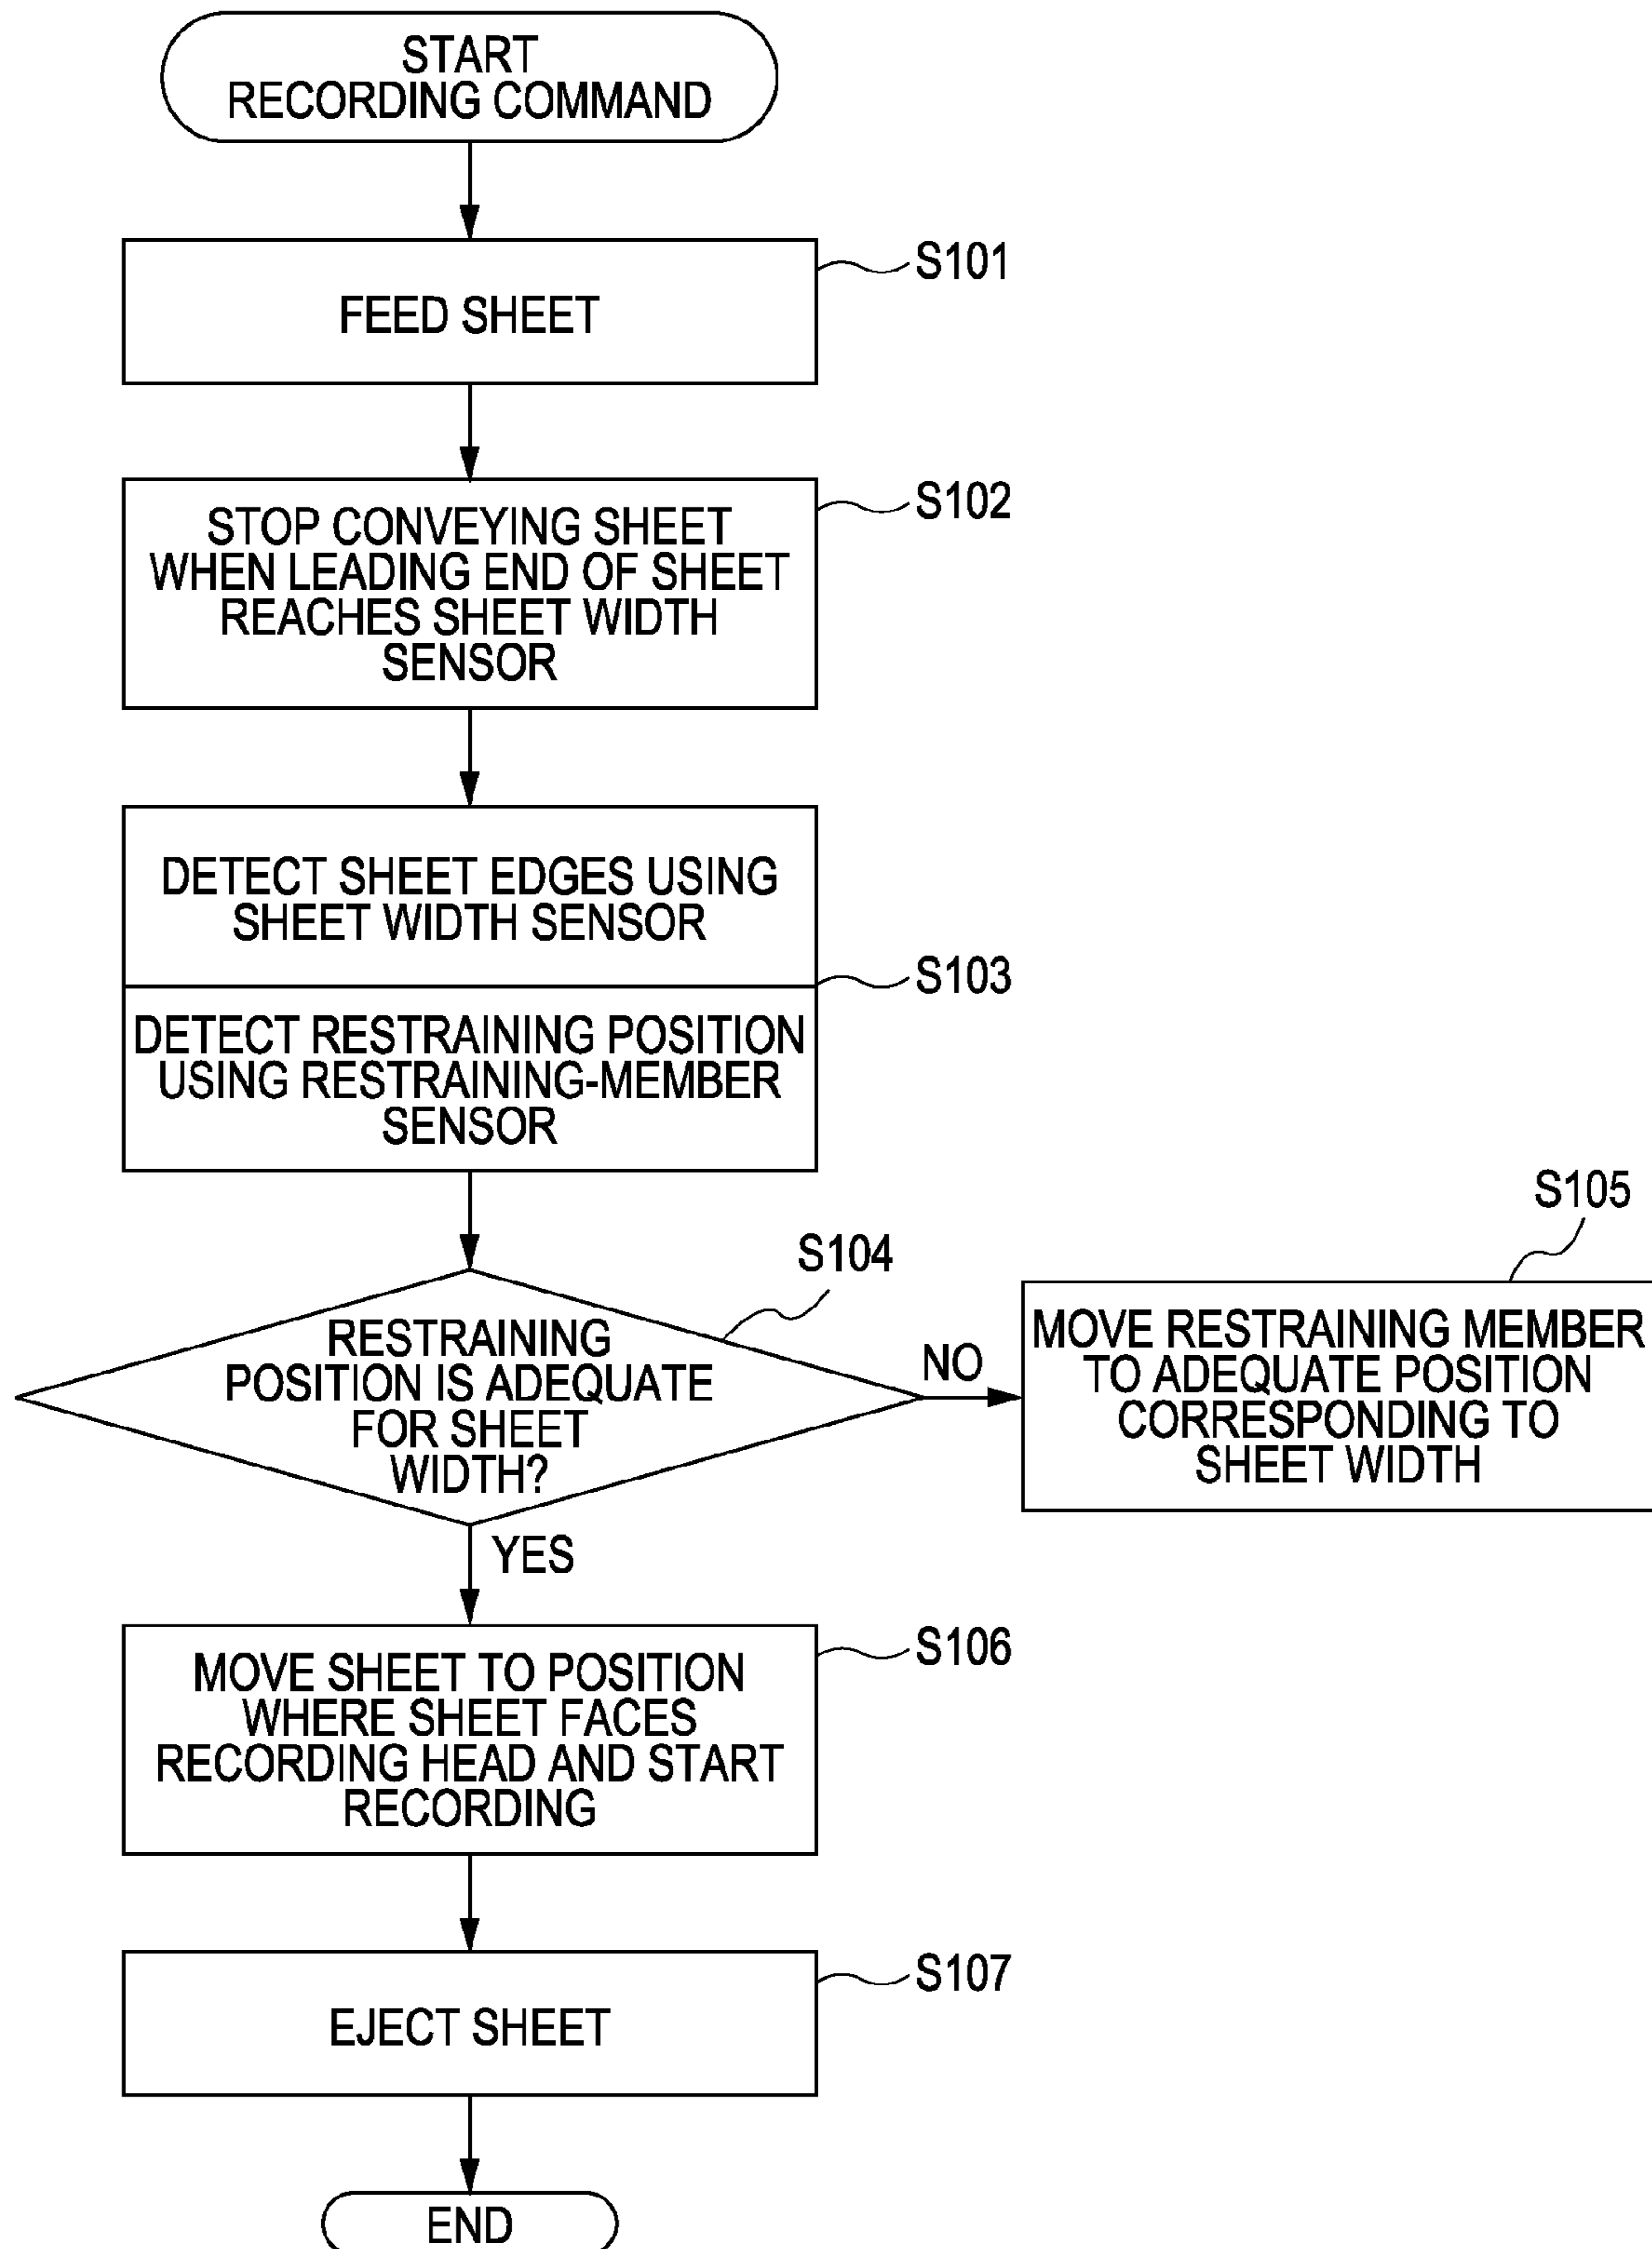 START
RECORDING COMMAND
S101
FEED SHEET
S102
STOP CONVEYING SHEET
WHEN LEADING END OF SHEET
REACHES SHEET WIDTH
SENSOR
DETECT SHEET EDGES USING
SHEET WIDTH SENSOR
S103
DETECT RESTRAINING POSITION
USING RESTRAINING-MEMBER
SENSOR
S104
RESTRAINING
POSITION IS ADEQUATE
FOR SHEET
WIDTH?
NO
S105
MOVE RESTRAINING MEMBER
TO ADEQUATE POSITION
CORRESPONDING TO
SHEET WIDTH
YES
S106
MOVE SHEET TO POSITION
WHERE SHEET FACES
RECORDING HEAD AND START
RECORDING
S107
EJECT SHEET
END